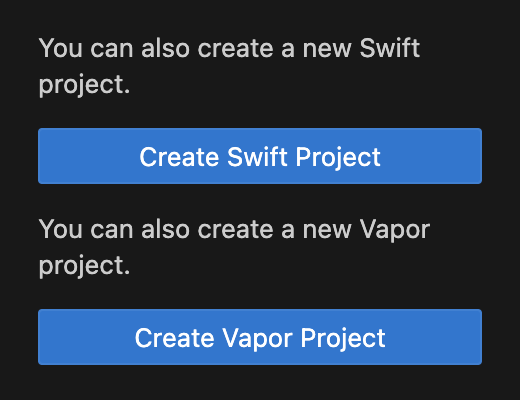 You can also create a new Swift
project.
Create Swift Project
You can also create a new Vapor
project.
Create Vapor Project